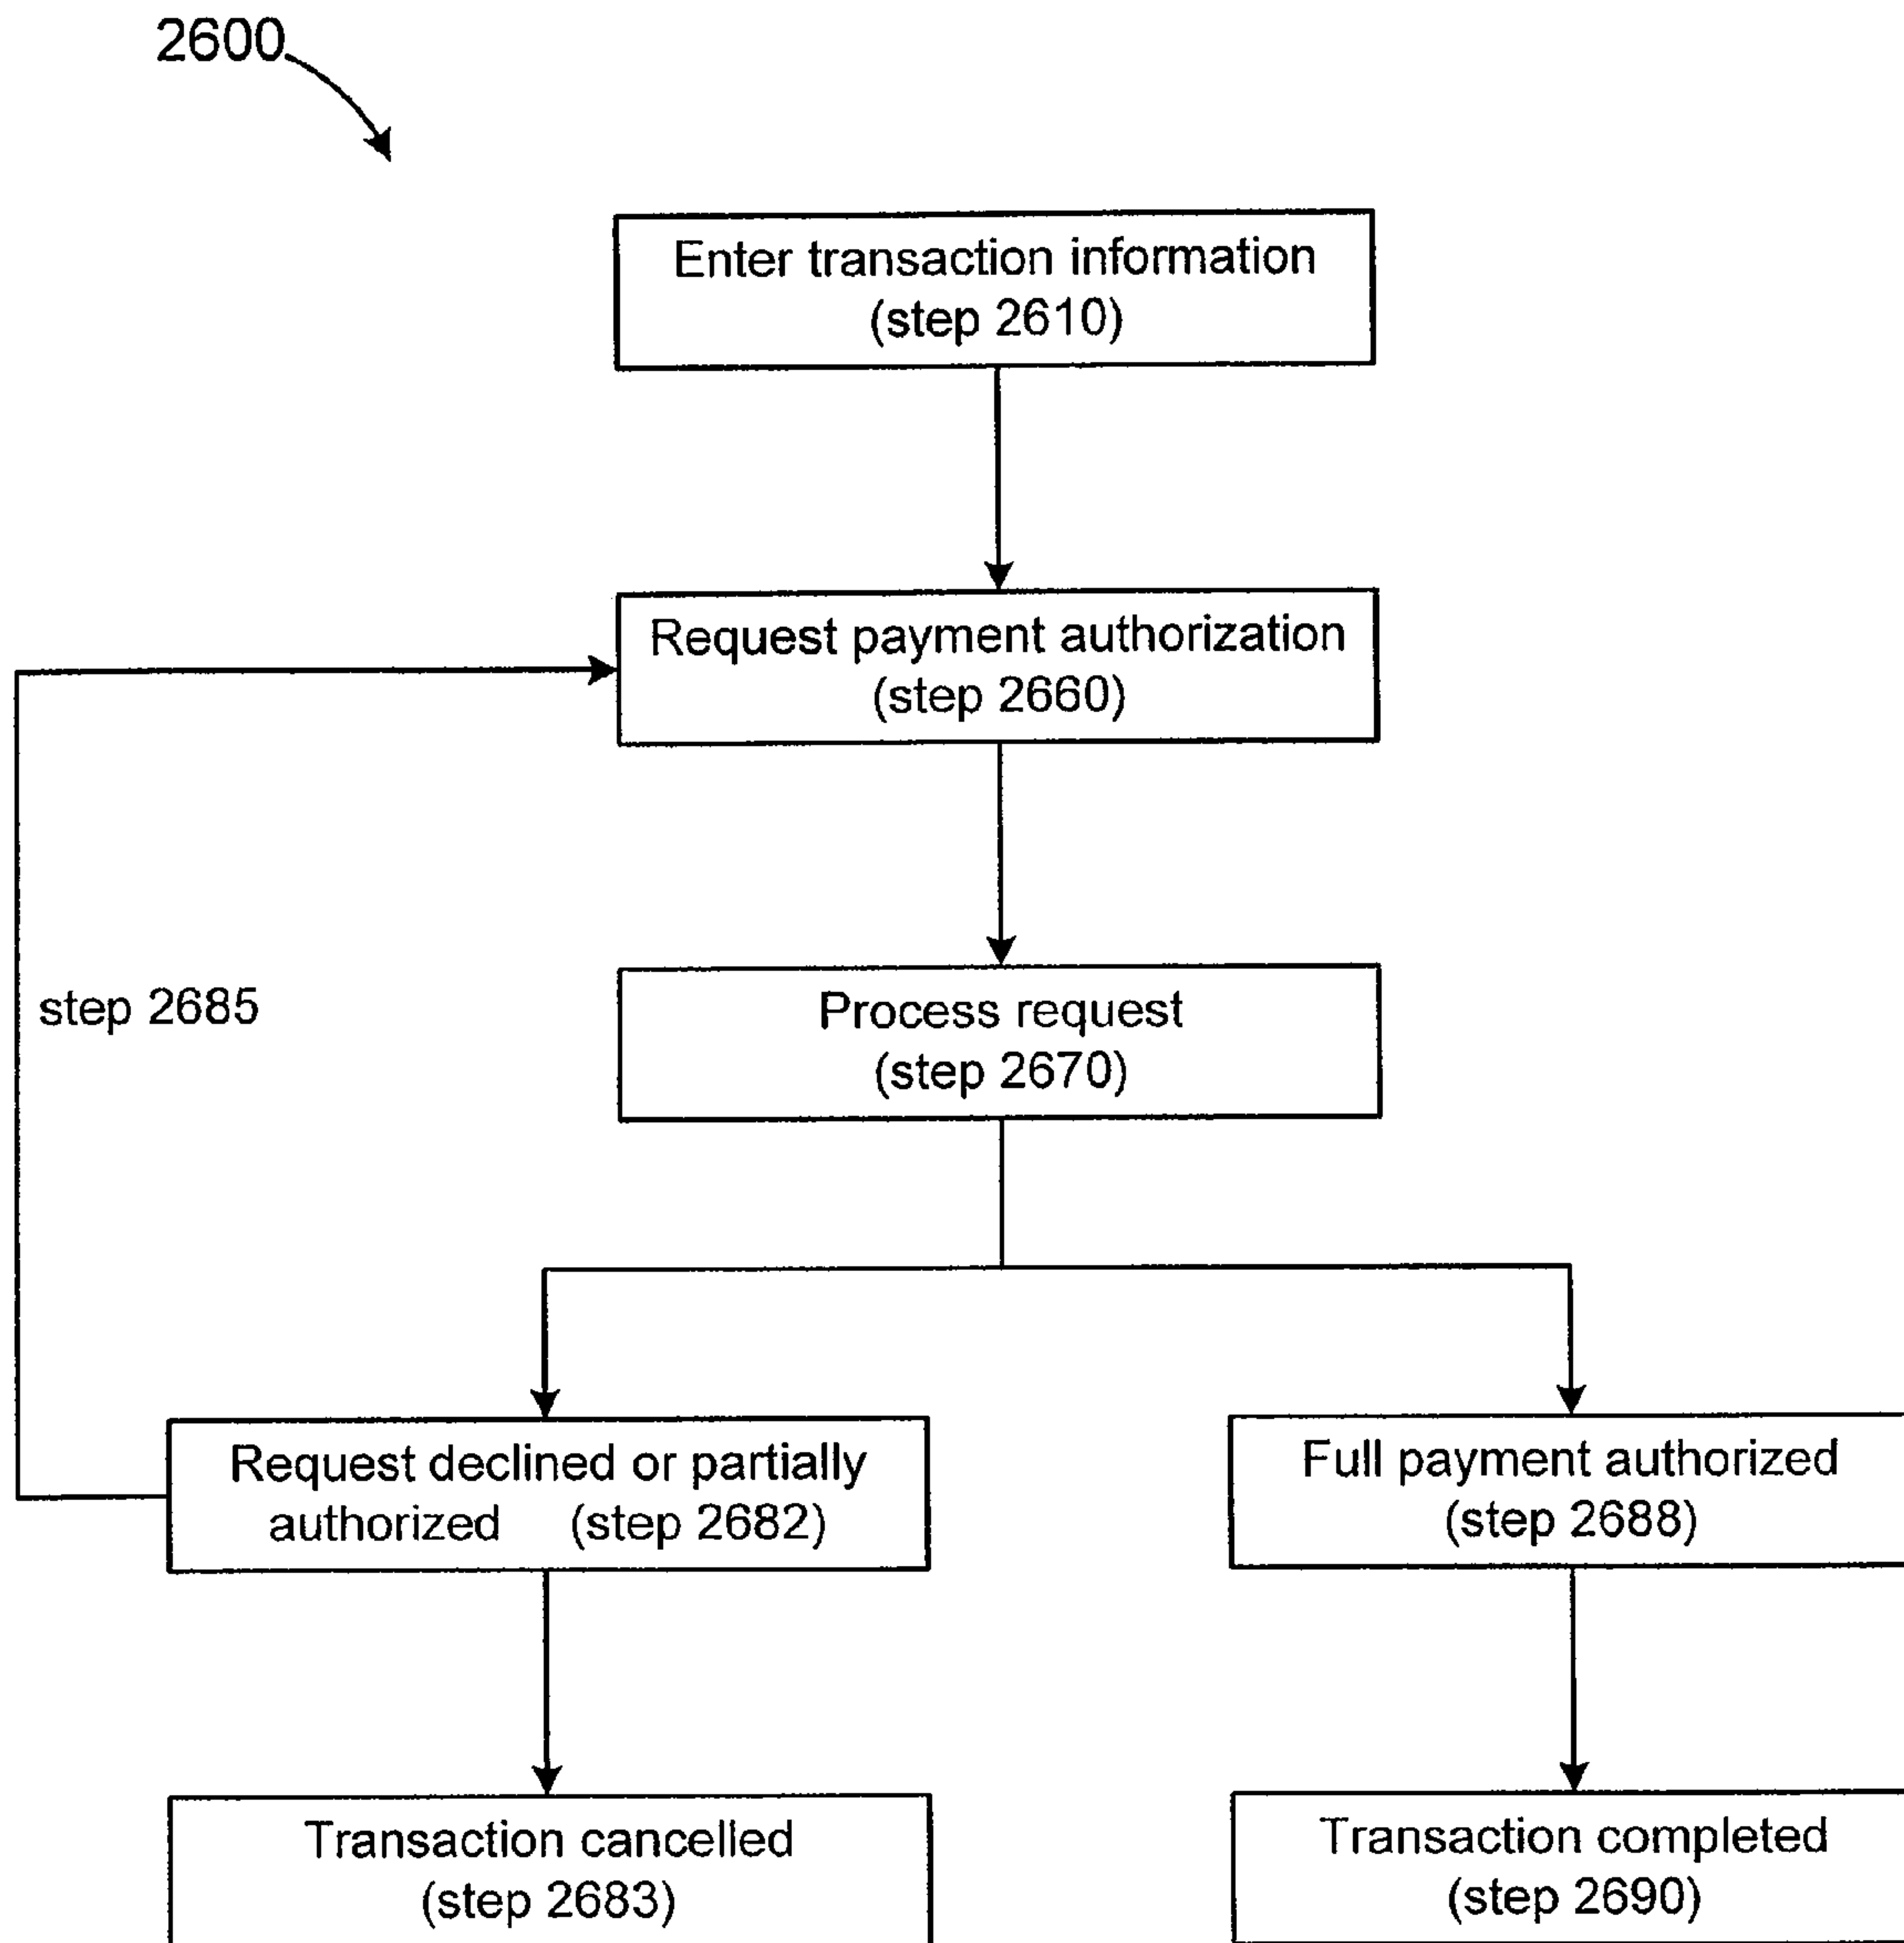 2600
Enter transaction information
(step 2610)
Request payment authorization
(step 2660)
Process request
(step 2670)
step 2685
Request declined or partially
authorized (step 2682)
Full payment authorized
(step 2688)
Transaction cancelled
(step 2683)
Transaction completed
(step 2690)